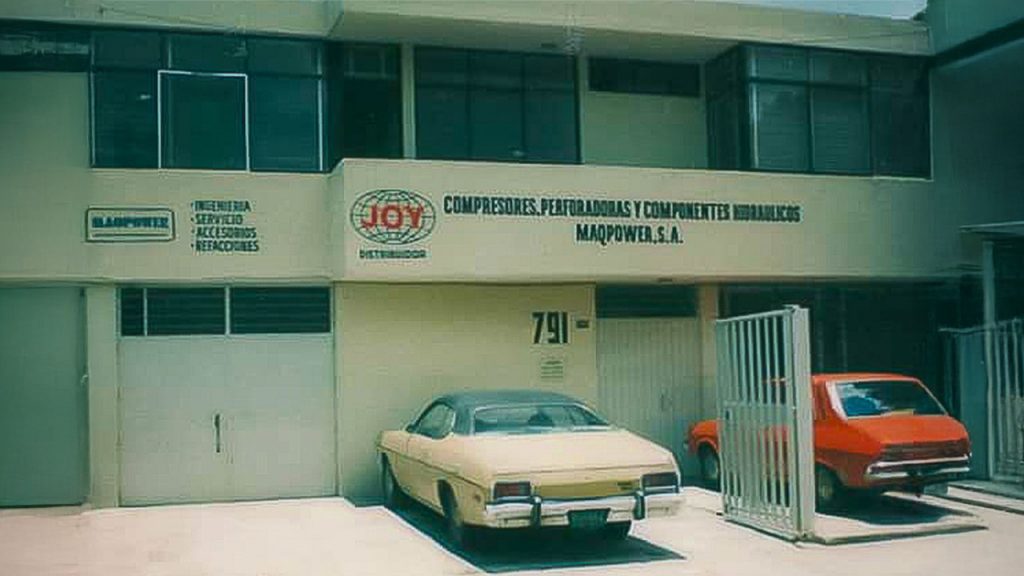 MAQPOWER
• INGENIERIA
• SERVICIO
• ACCESORIOS
• REFACCIONES
JOY
DISTRIBUIDOR
COMPRESORES, PERFORADORAS Y COMPONENTES HIDRAULICOS
MAQPOWER, S.A.
791